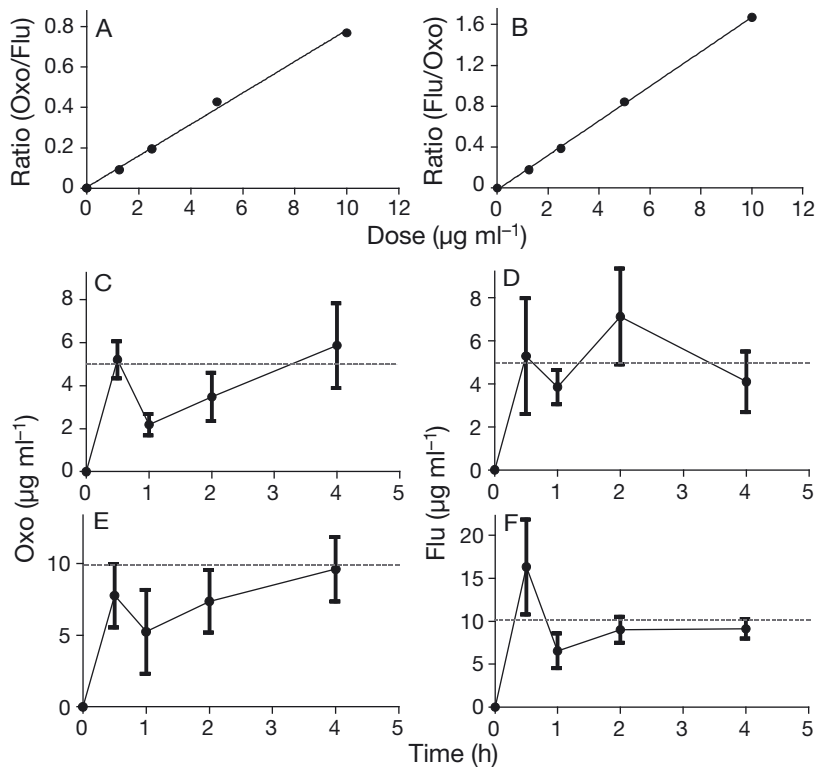 A
Ratio (Oxo/Flu)
0.8
0.6
0.4
0.2
0
0 2 4 6 8 10 12
B
Ratio (Flu/Oxo)
1.6
1.2
0.8
0.4
0.0
0 2 4 6 8 10 12
Dose (µg ml–1)
C
8
6
4
2
0
0 1 2 3 4 5
D
8
6
4
2
0
0 1 2 3 4 5
Oxo (µg ml–1)
Flu (µg ml–1)
E
10
5
0
0 1 2 3 4 5
F
20
15
10
5
0
0 1 2 3 4 5
Time (h)